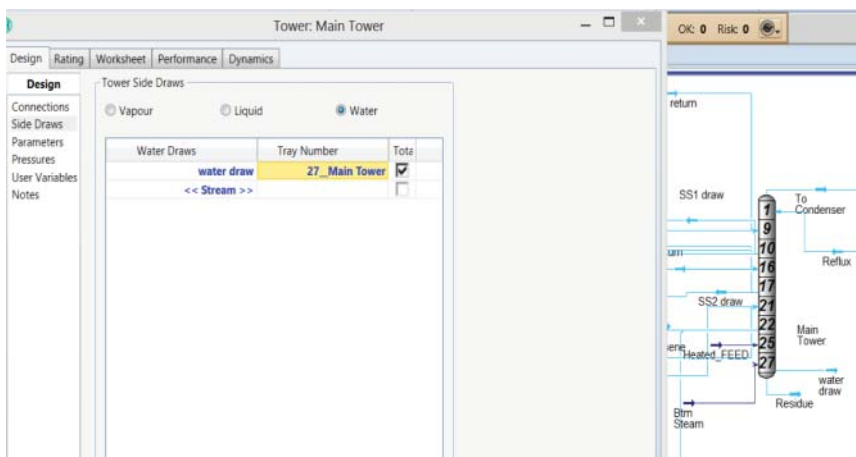 Tower: Main Tower
OK: 0 Risk: 0
Design Rating Worksheet Performance Dynamics
Design
Connections
Side Draws
Parameters
Pressures
User Variables
Notes
Tower Side Draws
Vapour Liquid Water
Water Draws Tray Number Tota
water draw 27_Main Tower
<< Stream >>
return
SS1 draw
To
Condenser
1
9
10
16
17
21
22
25
27
Reflux
SS2 draw
Main
Tower
Heated_FEED
water
draw
Residue
Btm
Steam